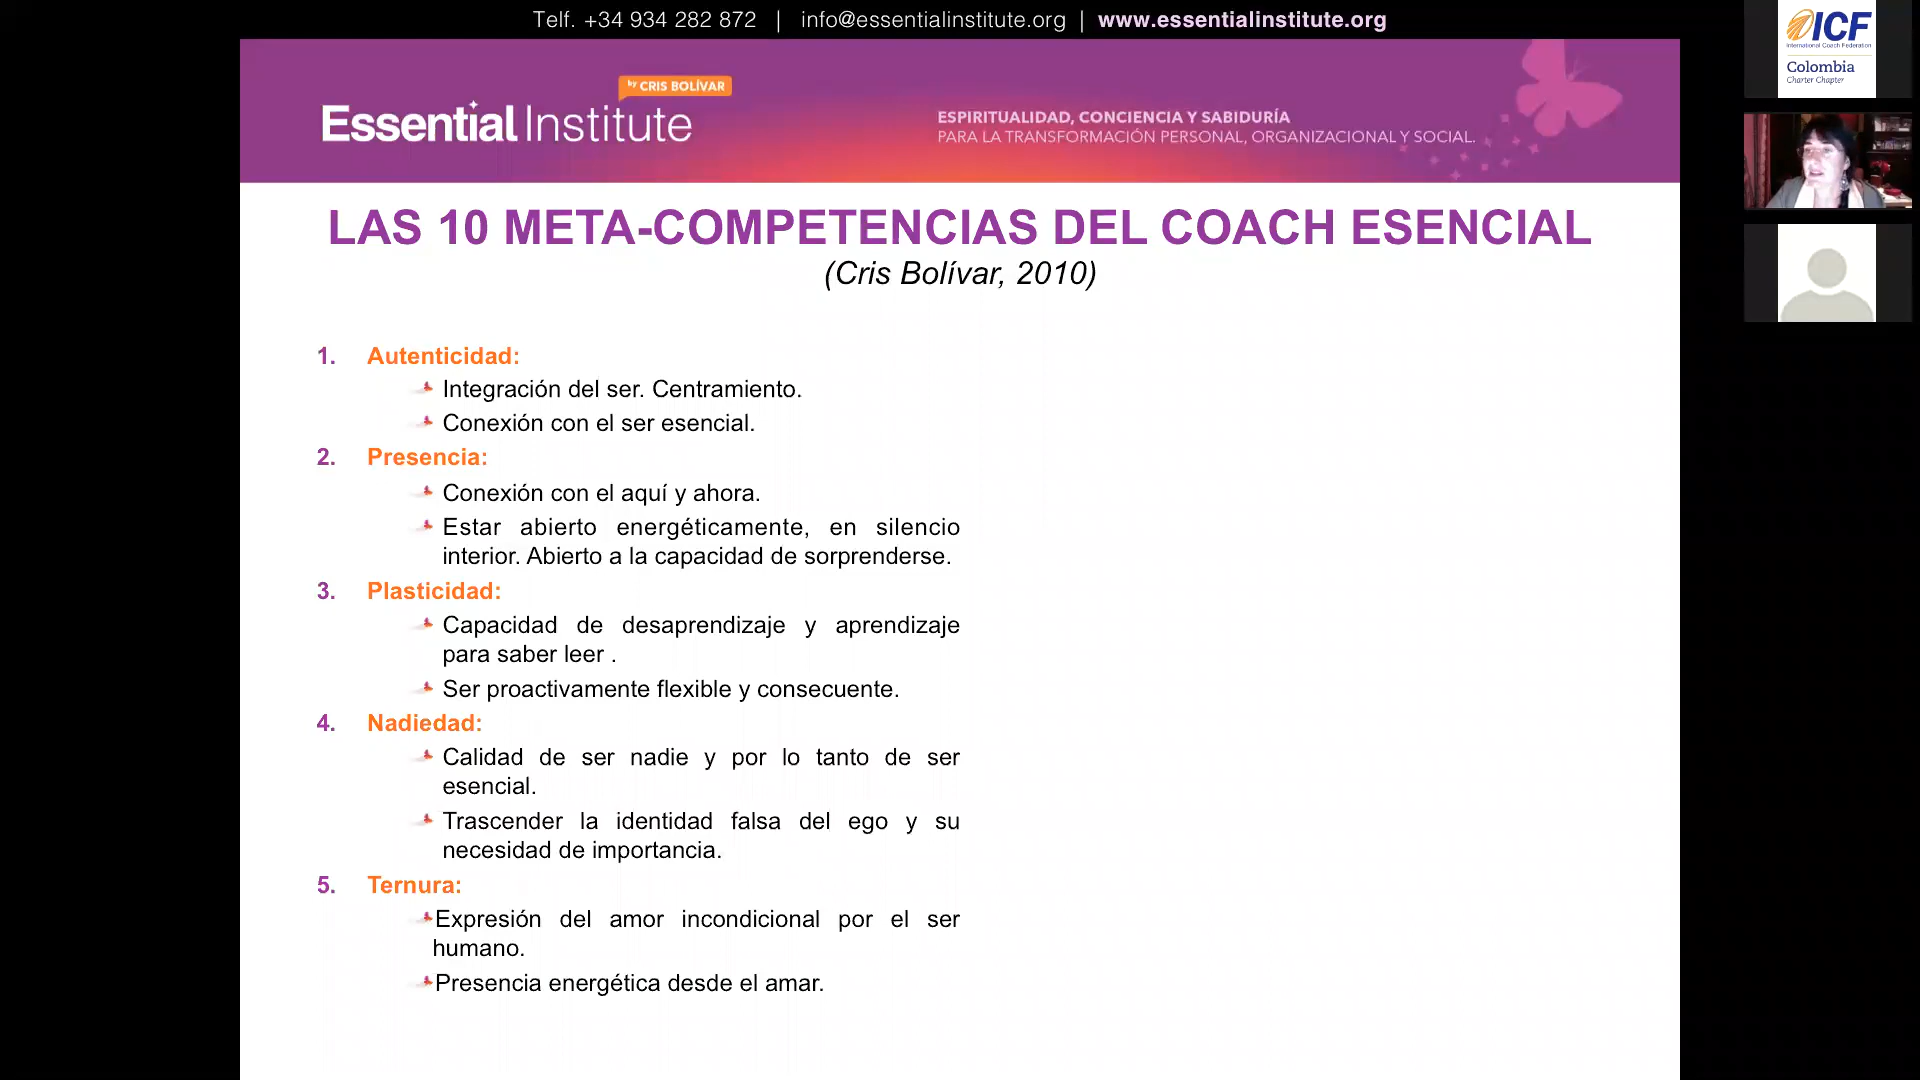 Telf. +34 934 282 872 | info@essentialinstitute.org | www.essentialinstitute.org
by CRIS BOLÍVAR
Essential Institute
ESPIRITUALIDAD, CONCIENCIA Y SABIDURÍA
PARA LA TRANSFORMACIÓN PERSONAL, ORGANIZACIONAL Y SOCIAL.
ICF
International Coach Federation
Colombia
Charter Chapter
LAS 10 META-COMPETENCIAS DEL COACH ESENCIAL
(Cris Bolívar, 2010)
1. Autenticidad:
Integración del ser. Centramiento.
Conexión con el ser esencial.
2. Presencia:
Conexión con el aquí y ahora.
Estar abierto energéticamente, en silencio
interior. Abierto a la capacidad de sorprenderse.
3. Plasticidad:
Capacidad de desaprendizaje y aprendizaje
para saber leer .
Ser proactivamente flexible y consecuente.
4. Nadiedad:
Calidad de ser nadie y por lo tanto de ser
esencial.
Trascender la identidad falsa del ego y su
necesidad de importancia.
5. Ternura:
Expresión del amor incondicional por el ser
humano.
Presencia energética desde el amar.